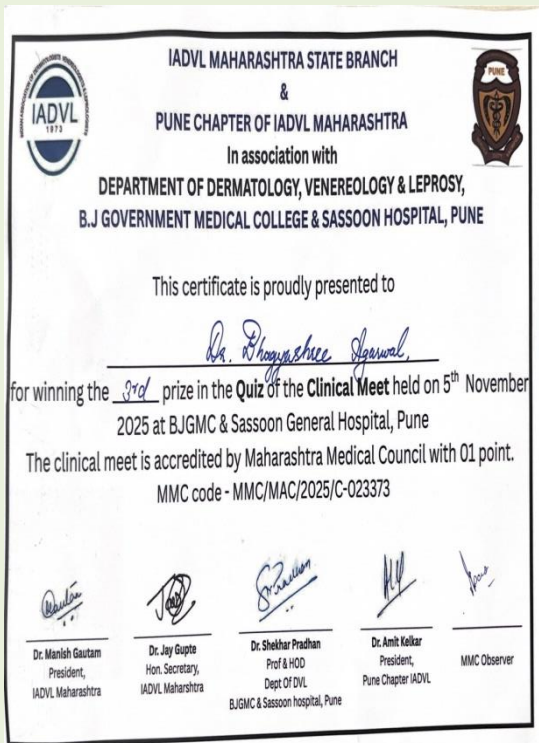 IADVL MAHARASHTRA STATE BRANCH
&
PUNE CHAPTER OF IADVL MAHARASHTRA
In association with
DEPARTMENT OF DERMATOLOGY, VENEREOLOGY & LEPROSY,
B.J GOVERNMENT MEDICAL COLLEGE & SASSOON HOSPITAL, PUNE
IADVL
1973
PUNE
This certificate is proudly presented to
Dr. Bhagyashree Agarwal,
for winning the 3rd prize in the Quiz of the Clinical Meet held on 5th November
2025 at BJGMC & Sassoon General Hospital, Pune
The clinical meet is accredited by Maharashtra Medical Council with 01 point.
MMC code - MMC/MAC/2025/C-023373
Dr. Manish Gautam
President,
IADVL Maharashtra
Dr. Jay Gupte
Hon. Secretary,
IADVL Maharshtra
Dr. Shekhar Pradhan
Prof & HOD
Dept Of DVL
BJGMC & Sassoon hospital, Pune
Dr. Amit Kelkar
President,
Pune Chapter IADVL
MMC Observer